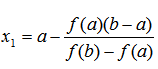 x₁ = a − f(a)(b − a) / f(b) − f(a)